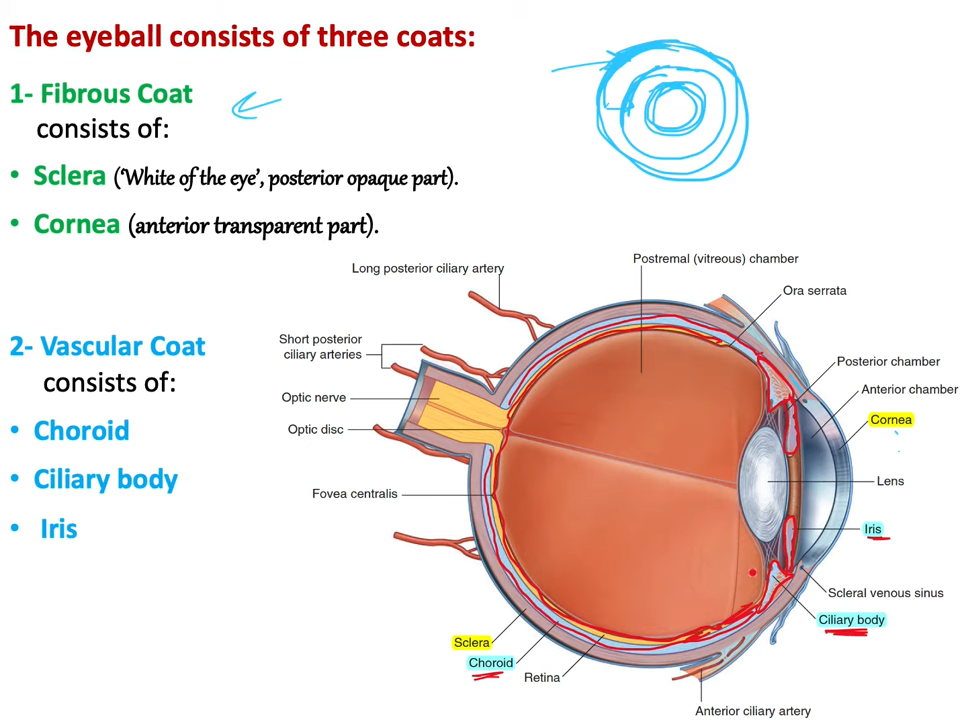 The eyeball consists of three coats:
1- Fibrous Coat
consists of:
• Sclera (‘White of the eye’, posterior opaque part).
• Cornea (anterior transparent part).
2- Vascular Coat
consists of:
• Choroid
• Ciliary body
• Iris
Postremal (vitreous) chamber
Long posterior ciliary artery
Ora serrata
Short posterior
ciliary arteries
Posterior chamber
Anterior chamber
Optic nerve
Cornea
Optic disc
Lens
Fovea centralis
Iris
Scleral venous sinus
Ciliary body
Sclera
Choroid
Retina
Anterior ciliary artery